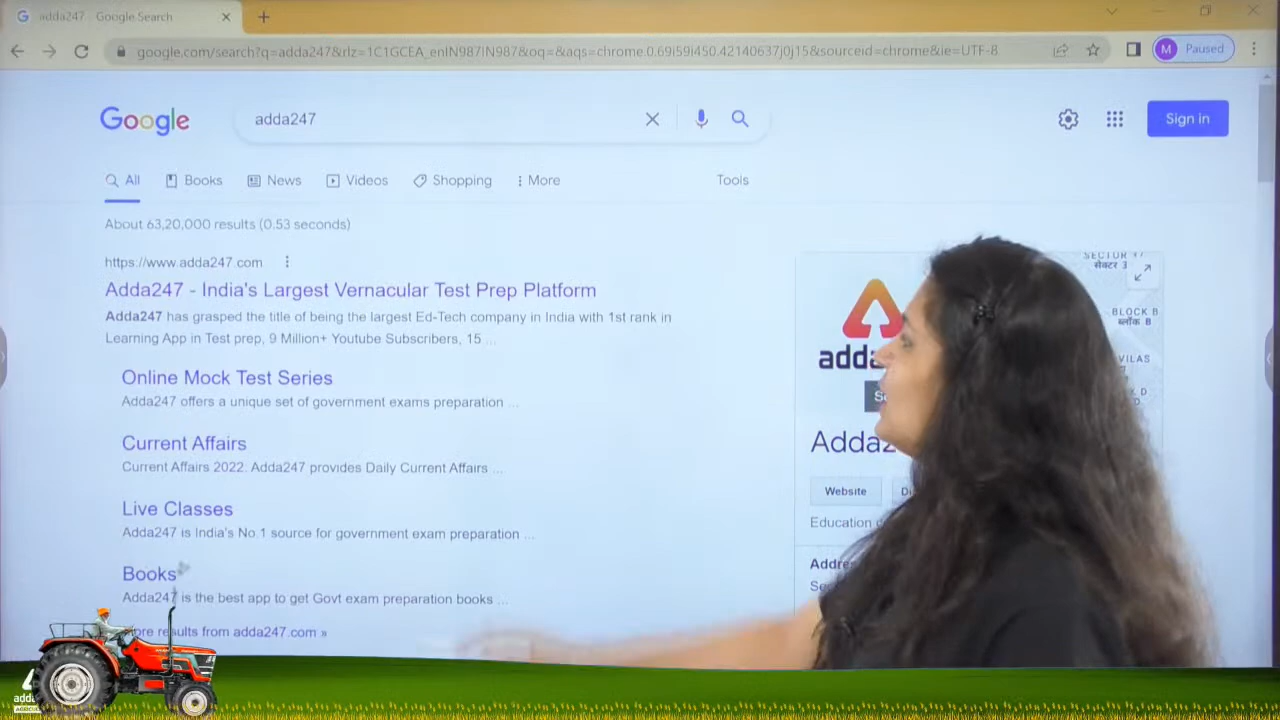 adda247 - Google Search
google.com/search?q=adda247&rlz=1C1GCEA_enIN987IN987&oq=&aqs=chrome.0.69i59i450.42140637j0j15&sourceid=chrome&ie=UTF-8
M Paused
Google
adda247
Sign in
All Books News Videos Shopping More Tools
About 63,20,000 results (0.53 seconds)
https://www.adda247.com
Adda247 - India's Largest Vernacular Test Prep Platform
Adda247 has grasped the title of being the largest Ed-Tech company in India with 1st rank in
Learning App in Test prep, 9 Million+ Youtube Subscribers, 15 ...
Online Mock Test Series
Adda247 offers a unique set of government exams preparation ...
Current Affairs
Current Affairs 2022. Adda247 provides Daily Current Affairs ...
Live Classes
Adda247 is India's No.1 source for government exam preparation ...
Books
Adda247 is the best app to get Govt exam preparation books ...
results from adda247.com »
SECTOR
सेक्टर 3
BLOCK B
ब्लॉक B
VILAS
Website
Education